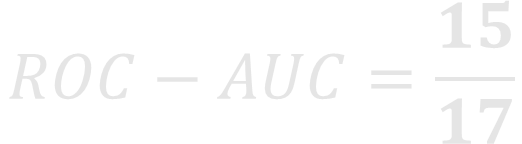 ROC − AUC = 15/17